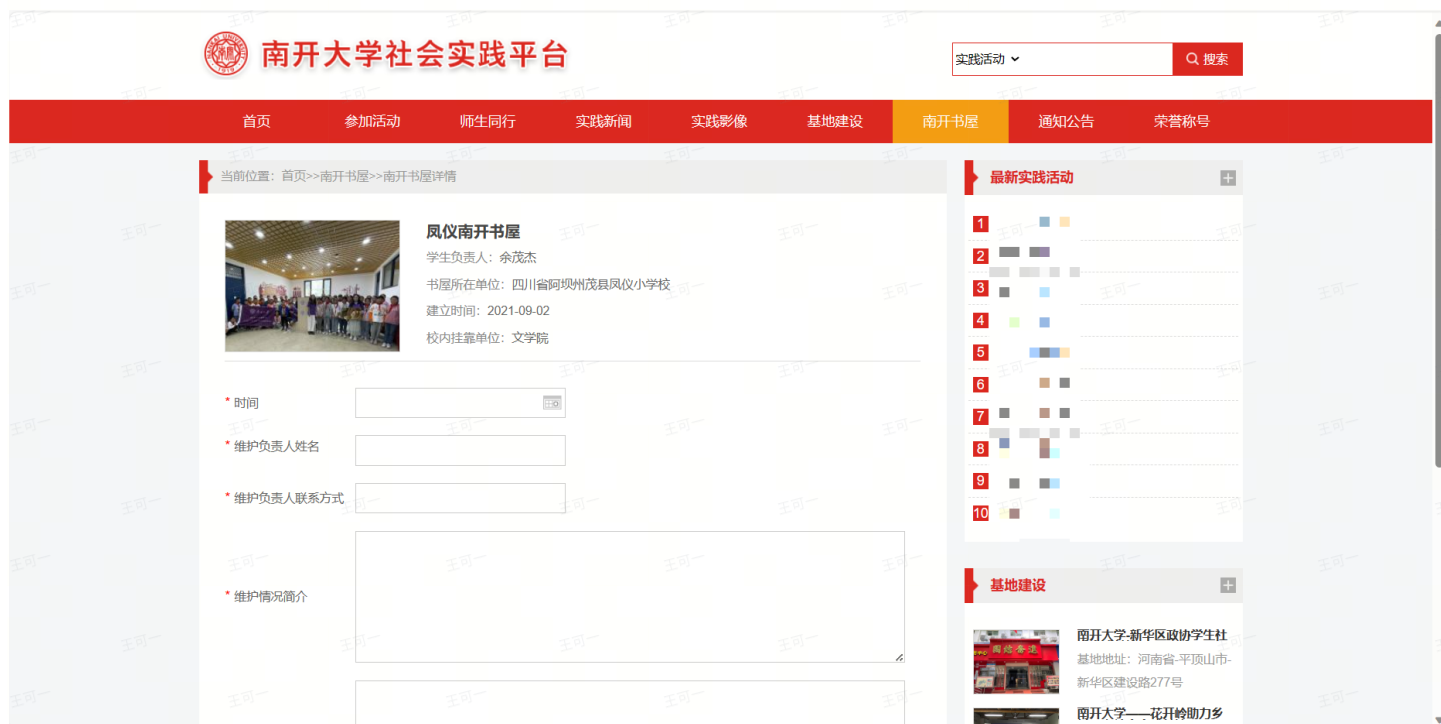 南开大学社会实践平台
实践活动
搜索
首页
参加活动
师生同行
实践新闻
实践影像
基地建设
南开书屋
通知公告
荣誉称号
当前位置：首页>>南开书屋>>南开书屋详情
凤仪南开书屋
学生负责人：余茂杰
书屋所在单位：四川省阿坝州茂县凤仪小学校
建立时间：2021-09-02
校内挂靠单位：文学院
* 时间
* 维护负责人姓名
* 维护负责人联系方式
* 维护情况简介
最新实践活动
1
2
3
4
5
6
7
8
9
10
基地建设
南开大学-新华区政协学生社
基地地址：河南省-平顶山市-
新华区建设路277号
南开大学——花开岭助力乡
王可一